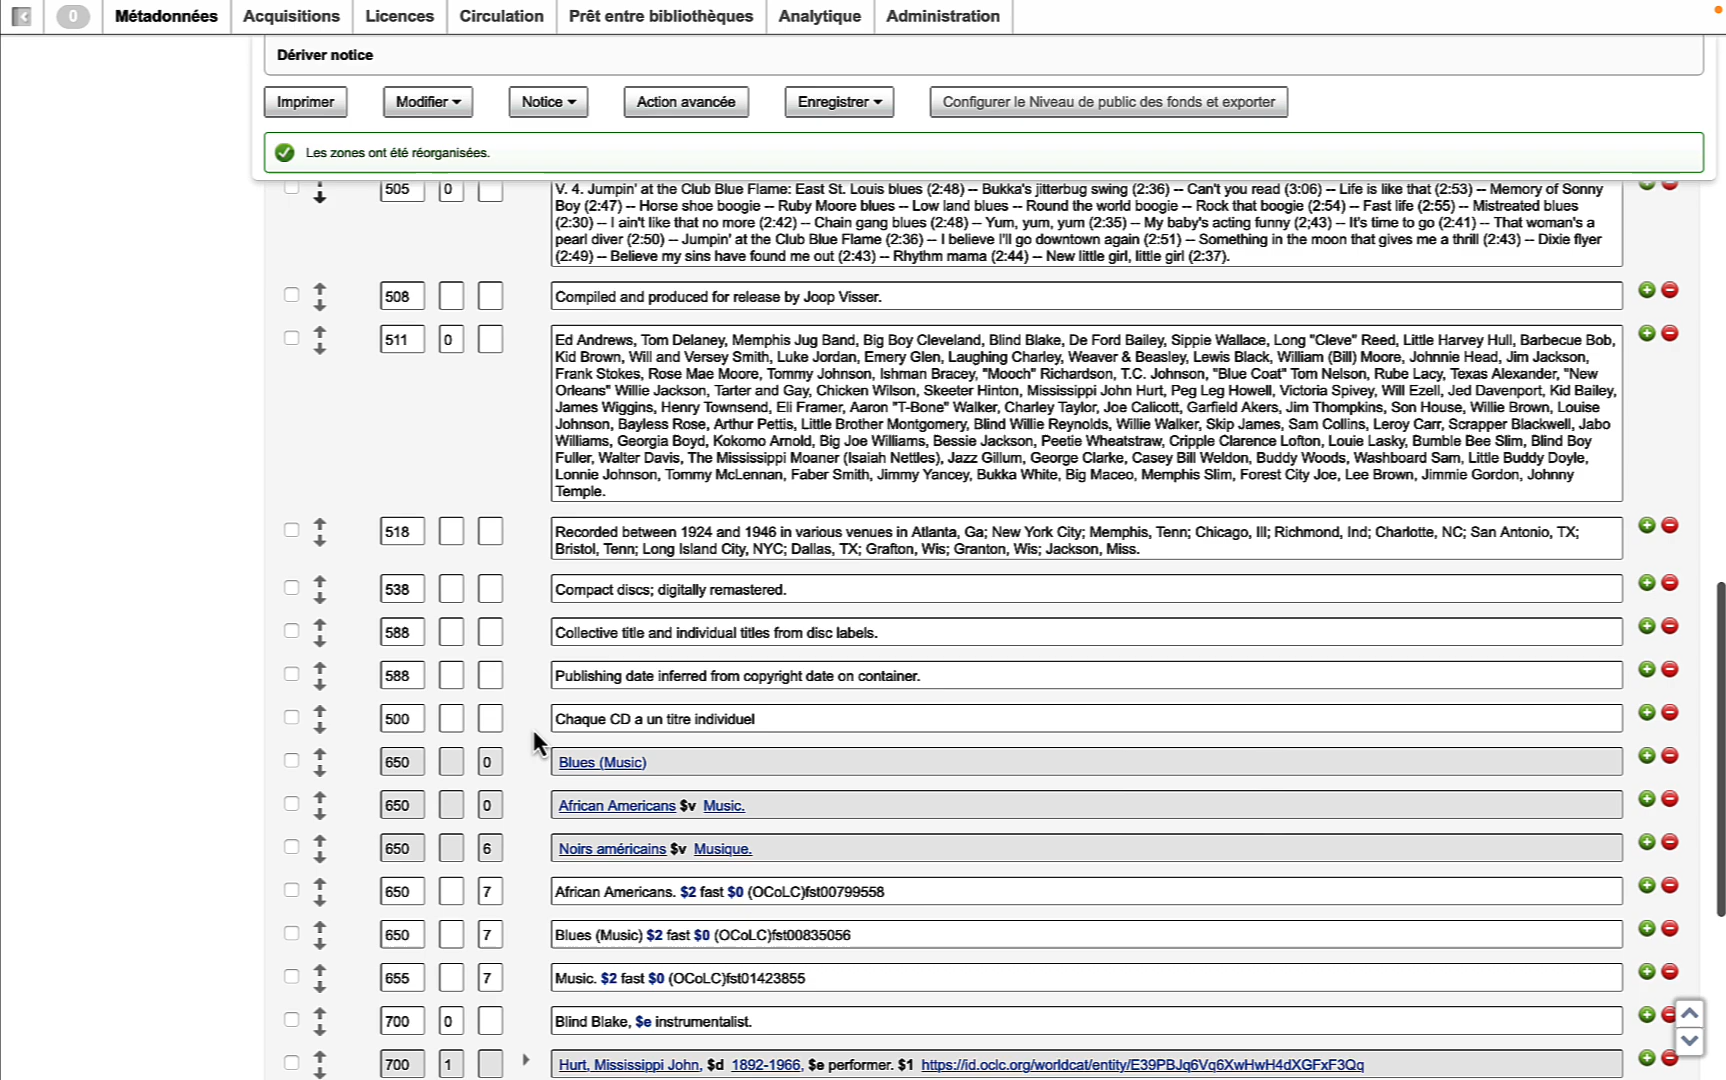 0 Métadonnées Acquisitions Licences Circulation Prêt entre bibliothèques Analytique Administration
Dériver notice
Imprimer Modifier Notice Action avancée Enregistrer Configurer le Niveau de public des fonds et exporter
Les zones ont été réorganisées.
505 0 V. 4. Jumpin' at the Club Blue Flame: East St. Louis blues (2:48) -- Bukka's jitterbug swing (2:36) -- Can't you read (3:06) -- Life is like that (2:53) -- Memory of Sonny
Boy (2:47) -- Horse shoe boogie -- Ruby Moore blues -- Low land blues -- Round the world boogie -- Rock that boogie (2:54) -- Fast life (2:55) -- Mistreated blues
(2:30) -- I ain't like that no more (2:42) -- Chain gang blues (2:48) -- Yum, yum, yum (2:35) -- My baby's acting funny (2;43) -- It's time to go (2:41) -- That woman's a
pearl diver (2:50) -- Jumpin' at the Club Blue Flame (2:36) -- I believe I'll go downtown again (2:51) -- Something in the moon that gives me a thrill (2:43) -- Dixie flyer
(2:49) -- Believe my sins have found me out (2:43) -- Rhythm mama (2:44) -- New little girl, little girl (2:37).
508 Compiled and produced for release by Joop Visser.
511 0 Ed Andrews, Tom Delaney, Memphis Jug Band, Big Boy Cleveland, Blind Blake, De Ford Bailey, Sippie Wallace, Long "Cleve" Reed, Little Harvey Hull, Barbecue Bob,
Kid Brown, Will and Versey Smith, Luke Jordan, Emery Glen, Laughing Charley, Weaver & Beasley, Lewis Black, William (Bill) Moore, Johnnie Head, Jim Jackson,
Frank Stokes, Rose Mae Moore, Tommy Johnson, Ishman Bracey, "Mooch" Richardson, T.C. Johnson, "Blue Coat" Tom Nelson, Rube Lacy, Texas Alexander, "New
Orleans" Willie Jackson, Tarter and Gay, Chicken Wilson, Skeeter Hinton, Mississippi John Hurt, Peg Leg Howell, Victoria Spivey, Will Ezell, Jed Davenport, Kid Bailey,
James Wiggins, Henry Townsend, Eli Framer, Aaron "T-Bone" Walker, Charley Taylor, Joe Calicott, Garfield Akers, Jim Thompkins, Son House, Willie Brown, Louise
Johnson, Bayless Rose, Arthur Pettis, Little Brother Montgomery, Blind Willie Reynolds, Willie Walker, Skip James, Sam Collins, Leroy Carr, Scrapper Blackwell, Jabo
Williams, Georgia Boyd, Kokomo Arnold, Big Joe Williams, Bessie Jackson, Peetie Wheatstraw, Cripple Clarence Lofton, Louie Lasky, Bumble Bee Slim, Blind Boy
Fuller, Walter Davis, The Mississippi Moaner (Isaiah Nettles), Jazz Gillum, George Clarke, Casey Bill Weldon, Buddy Woods, Washboard Sam, Little Buddy Doyle,
Lonnie Johnson, Tommy McLennan, Faber Smith, Jimmy Yancey, Bukka White, Big Maceo, Memphis Slim, Forest City Joe, Lee Brown, Jimmie Gordon, Johnny
Temple.
518 Recorded between 1924 and 1946 in various venues in Atlanta, Ga; New York City; Memphis, Tenn; Chicago, Ill; Richmond, Ind; Charlotte, NC; San Antonio, TX;
Bristol, Tenn; Long Island City, NYC; Dallas, TX; Grafton, Wis; Granton, Wis; Jackson, Miss.
538 Compact discs; digitally remastered.
588 Collective title and individual titles from disc labels.
588 Publishing date inferred from copyright date on container.
500 Chaque CD a un titre individuel
650 0 Blues (Music)
650 0 African Americans $v Music.
650 6 Noirs américains $v Musique.
650 7 African Americans. $2 fast $0 (OCoLC)fst00799558
650 7 Blues (Music) $2 fast $0 (OCoLC)fst00835056
655 7 Music. $2 fast $0 (OCoLC)fst01423855
700 0 Blind Blake, $e instrumentalist.
700 1 Hurt, Mississippi John, $d 1892-1966, $e performer. $1 https://id.oclc.org/worldcat/entity/E39PBJq6Vq6XwHwH4dXGFxF3Qq